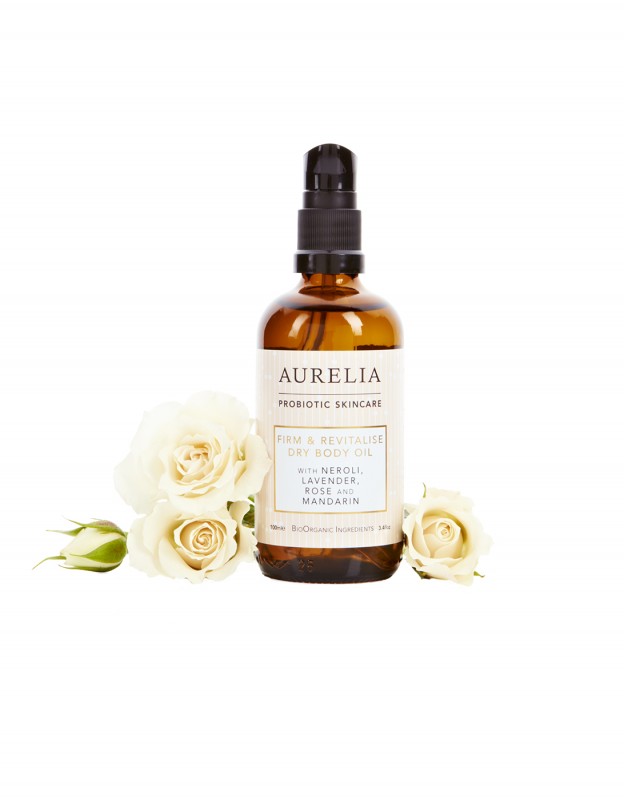 AURELIA
PROBIOTIC SKINCARE
FIRM & REVITALISE
DRY BODY OIL
WITH NEROLI,
LAVENDER,
ROSE AND
MANDARIN
100ml℮ BIOORGANIC INGREDIENTS 3.4fl